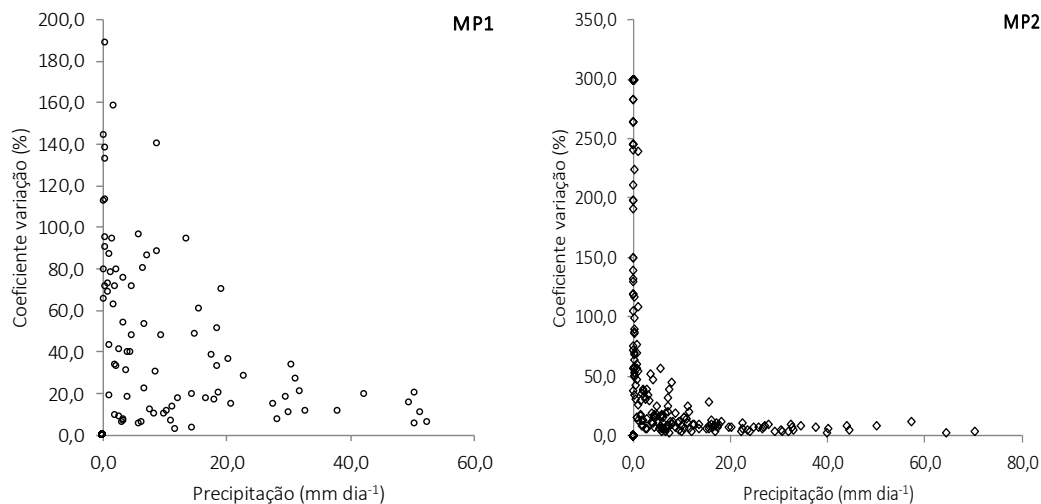 MP1
200,0
180,0
160,0
140,0
120,0
100,0
80,0
60,0
40,0
20,0
0,0
Coeficiente variação (%)
0,0 20,0 40,0 60,0
Precipitação (mm dia-1)
MP2
350,0
300,0
250,0
200,0
150,0
100,0
50,0
0,0
Coeficiente variação (%)
0,0 20,0 40,0 60,0 80,0
Precipitação (mm dia-1)